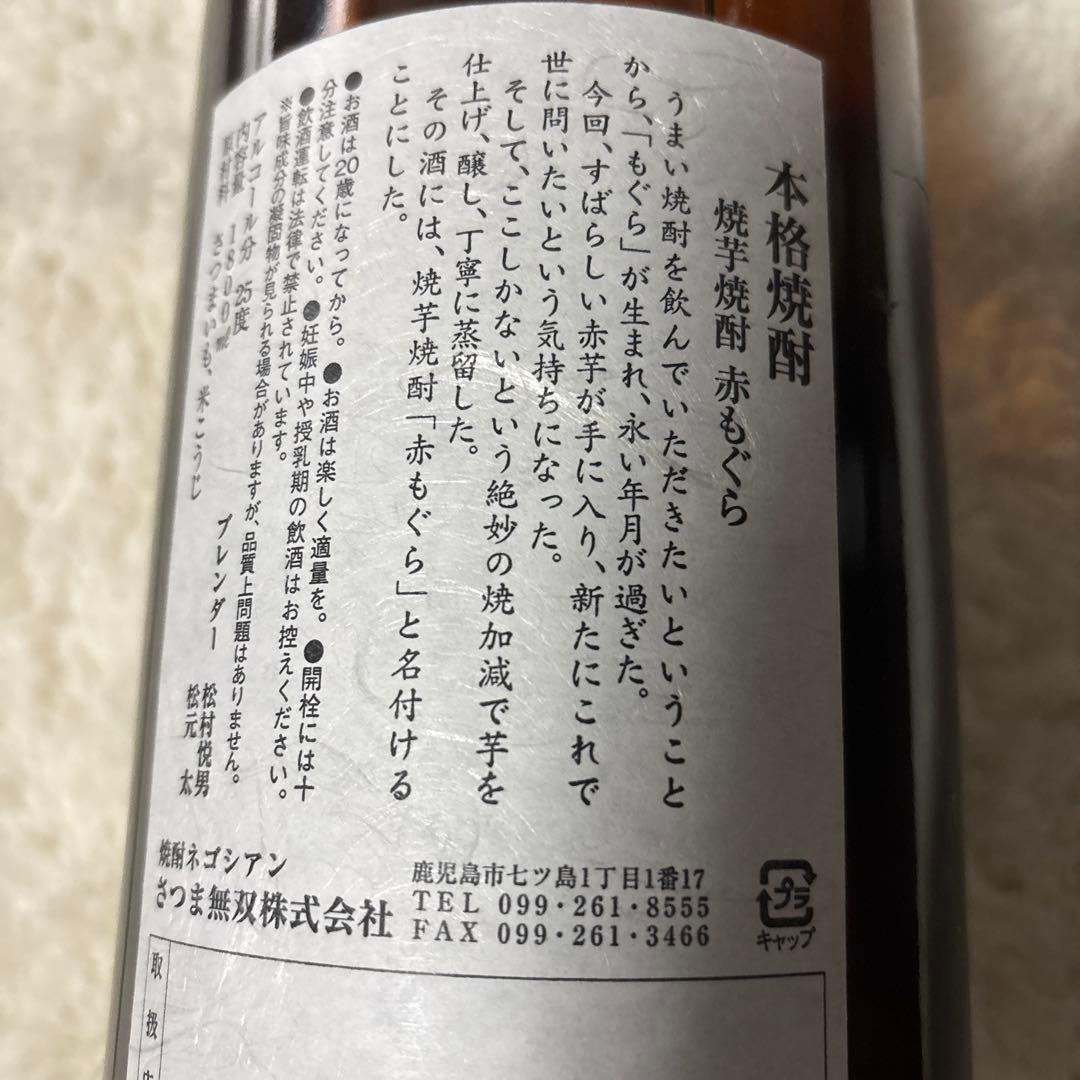 本格焼酎
焼芋焼酎 赤もぐら
うまい焼酎を飲んでいただきたいということ
から、「もぐら」が生まれ、永い年月が過ぎた。
今回、すばらしい赤芋が手に入り、新たにこれで
世に問いたいという気持ちになった。
そして、ここしかないという絶妙の焼加減で芋を
仕上げ、醸し、丁寧に蒸留した。
その酒には、焼芋焼酎「赤もぐら」と名付ける
ことにした。
●お酒は20歳になってから。 ●お酒は楽しく適量を。 ●開栓には十
分注意してください。 ●妊娠中や授乳期の飲酒はお控えください。
●飲酒運転は法律で禁止されています。
※旨味成分の凝固物が見られる場合がありますが、品質上問題はありません。
アルコール分 25度
内容量 1800㎖
原材料 さつまいも、米こうじ
ブレンダー 松村悦男
松元 太
焼酎ネゴシアン
さつま無双株式会社
鹿児島市七ツ島1丁目1番17
TEL 099・261・8555
FAX 099・261・3466
プラ
キャップ
取扱